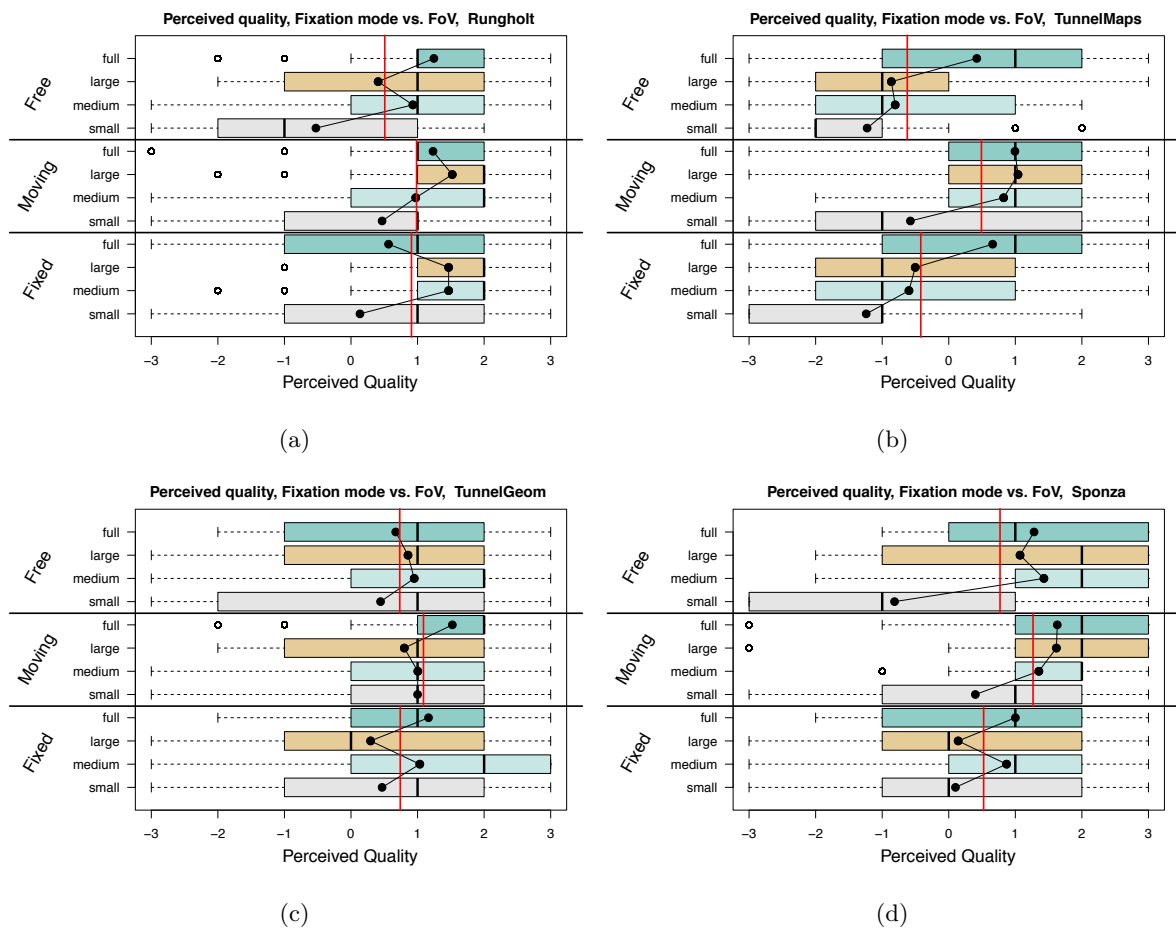 Perceived quality, Fixation mode vs. FoV, Rungholt
Free
full
large
medium
small
Moving
full
large
medium
small
Fixed
full
large
medium
small
−3 −2 −1 0 1 2 3
Perceived Quality
(a)
Perceived quality, Fixation mode vs. FoV, TunnelMaps
Free
full
large
medium
small
Moving
full
large
medium
small
Fixed
full
large
medium
small
−3 −2 −1 0 1 2 3
Perceived Quality
(b)
Perceived quality, Fixation mode vs. FoV, TunnelGeom
Free
full
large
medium
small
Moving
full
large
medium
small
Fixed
full
large
medium
small
−3 −2 −1 0 1 2 3
Perceived Quality
(c)
Perceived quality, Fixation mode vs. FoV, Sponza
Free
full
large
medium
small
Moving
full
large
medium
small
Fixed
full
large
medium
small
−3 −2 −1 0 1 2 3
Perceived Quality
(d)